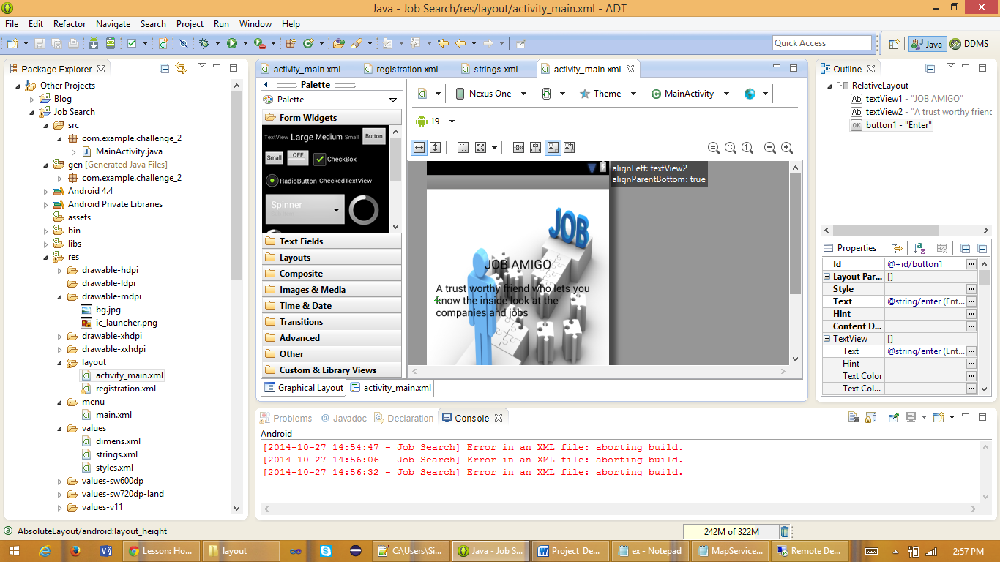 Java - Job Search/res/layout/activity_main.xml - ADT
File Edit Refactor Navigate Search Project Run Window Help
Quick Access
Java
DDMS
Package Explorer
Other Projects
Blog
Job Search
src
com.example.challenge_2
MainActivity.java
gen [Generated Java Files]
com.example.challenge_2
Android 4.4
Android Private Libraries
assets
bin
libs
res
drawable-hdpi
drawable-ldpi
drawable-mdpi
bg.jpg
ic_launcher.png
drawable-xhdpi
drawable-xxhdpi
layout
activity_main.xml
registration.xml
menu
main.xml
values
dimens.xml
strings.xml
styles.xml
values-sw600dp
values-sw720dp-land
values-v11
activity_main.xml registration.xml strings.xml activity_main.xml
Palette
Palette
Form Widgets
TextView Large Medium Small Button
Small OFF CheckBox
RadioButton CheckedTextView
Spinner
Text Fields
Layouts
Composite
Images & Media
Time & Date
Transitions
Advanced
Other
Custom & Library Views
Nexus One Theme MainActivity
19
alignLeft: textView2
alignParentBottom: true
JOB
JOB AMIGO
A trust worthy friend who lets you
know the inside look at the
companies and jobs
Graphical Layout activity_main.xml
Outline
RelativeLayout
textView1 - "JOB AMIGO"
textView2 - "A trust worthy frienc
OK button1 - "Enter"
Properties
Id @+id/button1
Layout Par... []
Style
Text @string/enter (Ent...
Hint
Content D...
TextView []
Text @string/enter (Ent...
Hint
Text Color
Text Col...
Problems Javadoc Declaration Console
Android
[2014-10-27 14:54:47 - Job Search] Error in an XML file: aborting build.
[2014-10-27 14:56:06 - Job Search] Error in an XML file: aborting build.
[2014-10-27 14:56:32 - Job Search] Error in an XML file: aborting build.
AbsoluteLayout/android:layout_height
242M of 322M
Lesson: Ho... layout C:\Users\Si... Java - Job S... Project_De... ex - Notepad MapService... Remote De... 2:57 PM